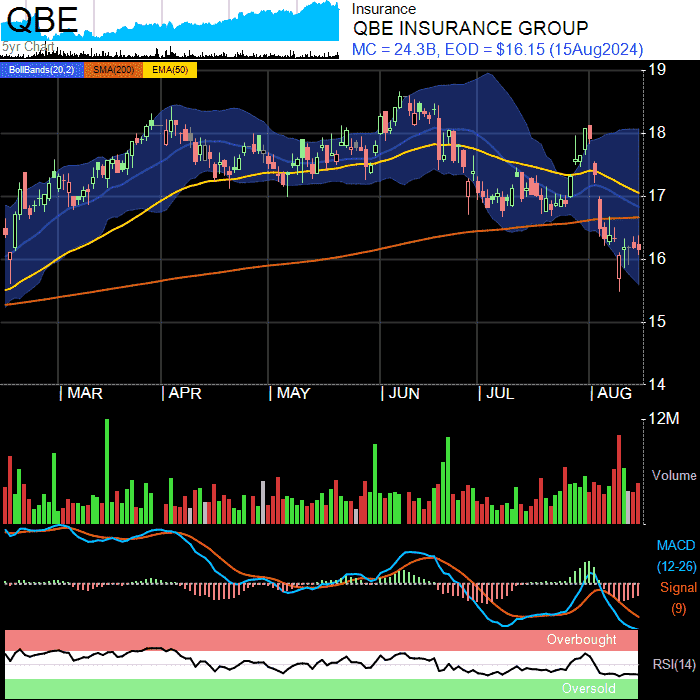 QBE
5yr Chart
Insurance
QBE INSURANCE GROUP
MC = 24.3B, EOD = $16.15 (15Aug2024)
BollBands(20,2) SMA(200) EMA(50)
19
18
17
16
15
14
MAR APR MAY JUN JUL AUG
12M
Volume
MACD
(12-26)
Signal
(9)
Overbought
RSI(14)
Oversold